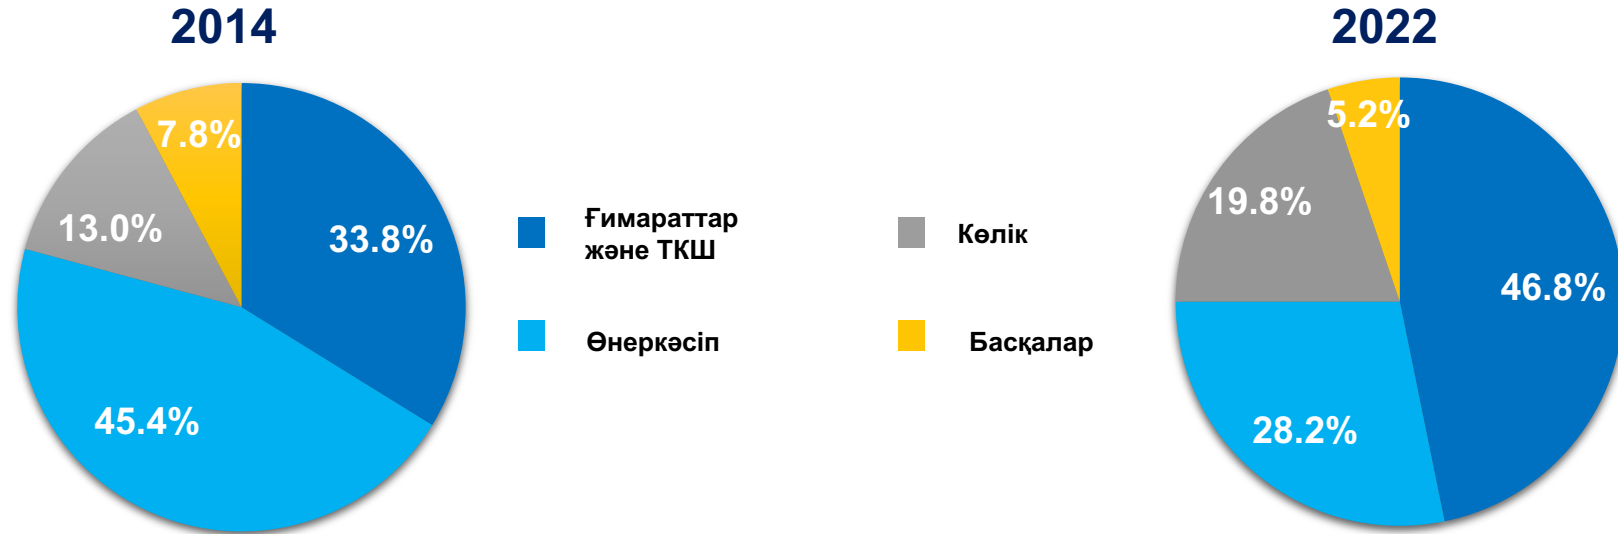 2014
7.8%
13.0%
33.8%
45.4%
Ғимараттар
және ТКШ
Көлік
Өнеркәсіп
Басқалар
2022
5.2%
19.8%
46.8%
28.2%